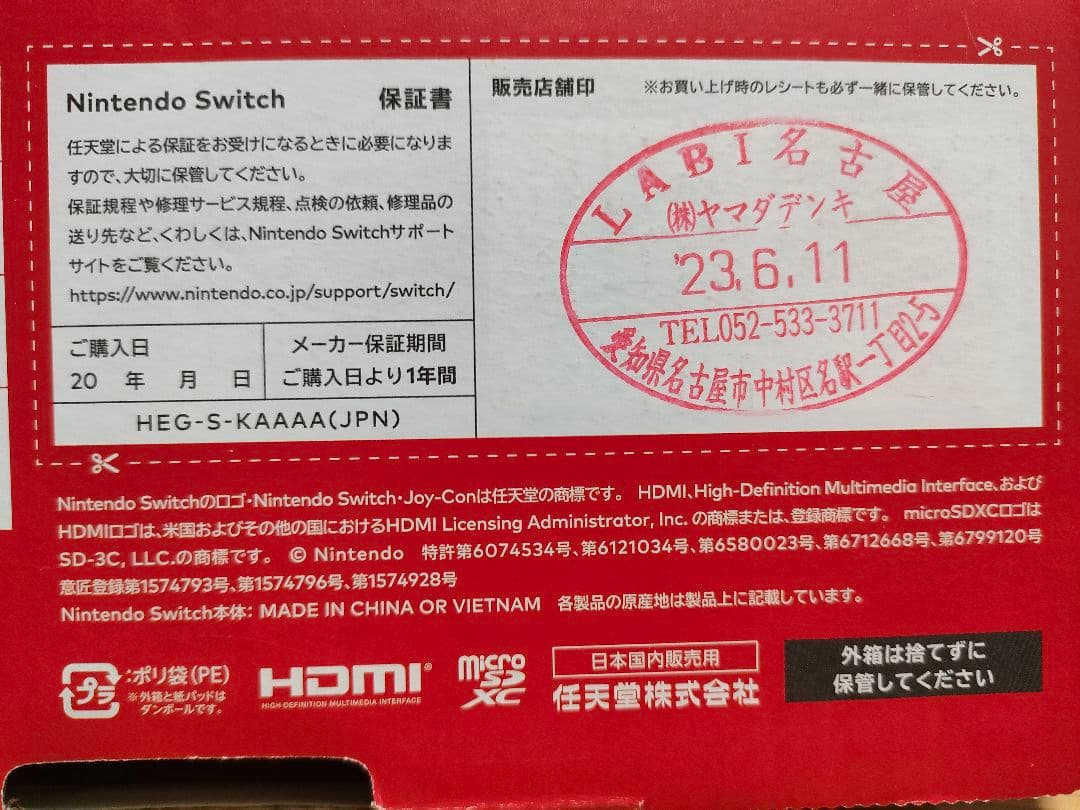 Nintendo Switch 保証書
任天堂による保証をお受けになるときに必要になりま
すので、大切に保管してください。
保証規程や修理サービス規程、点検の依頼、修理品の
送り先など、くわしくは、Nintendo Switchサポート
サイトをご覧ください。
https://www.nintendo.co.jp/support/switch/
ご購入日
20 年 月 日
メーカー保証期間
ご購入日より1年間
HEG-S-KAAAA(JPN)
販売店舗印 ※お買い上げ時のレシートも必ず一緒に保管してください。
LABI名古屋
(株)ヤマダデンキ
'23.6.11
TEL052-533-3711
愛知県名古屋市中村区名駅一丁目2-5
Nintendo Switchのロゴ・Nintendo Switch・Joy-Conは任天堂の商標です。 HDMI、High-Definition Multimedia Interface、および
HDMIロゴは、米国およびその他の国におけるHDMI Licensing Administrator, Inc. の商標または、登録商標です。 microSDXCロゴは
SD-3C, LLC.の商標です。 © Nintendo 特許第6074534号、第6121034号、第6580023号、第6712668号、第6799120号
意匠登録第1574793号、第1574796号、第1574928号
Nintendo Switch本体： MADE IN CHINA OR VIETNAM 各製品の原産地は製品上に記載しています。
プラ
:ポリ袋(PE)
※外箱と紙パッドは
ダンボールです。
HDMI®
HIGH-DEFINITION MULTIMEDIA INTERFACE
micro
SD
XC
日本国内販売用
任天堂株式会社
外箱は捨てずに
保管してください